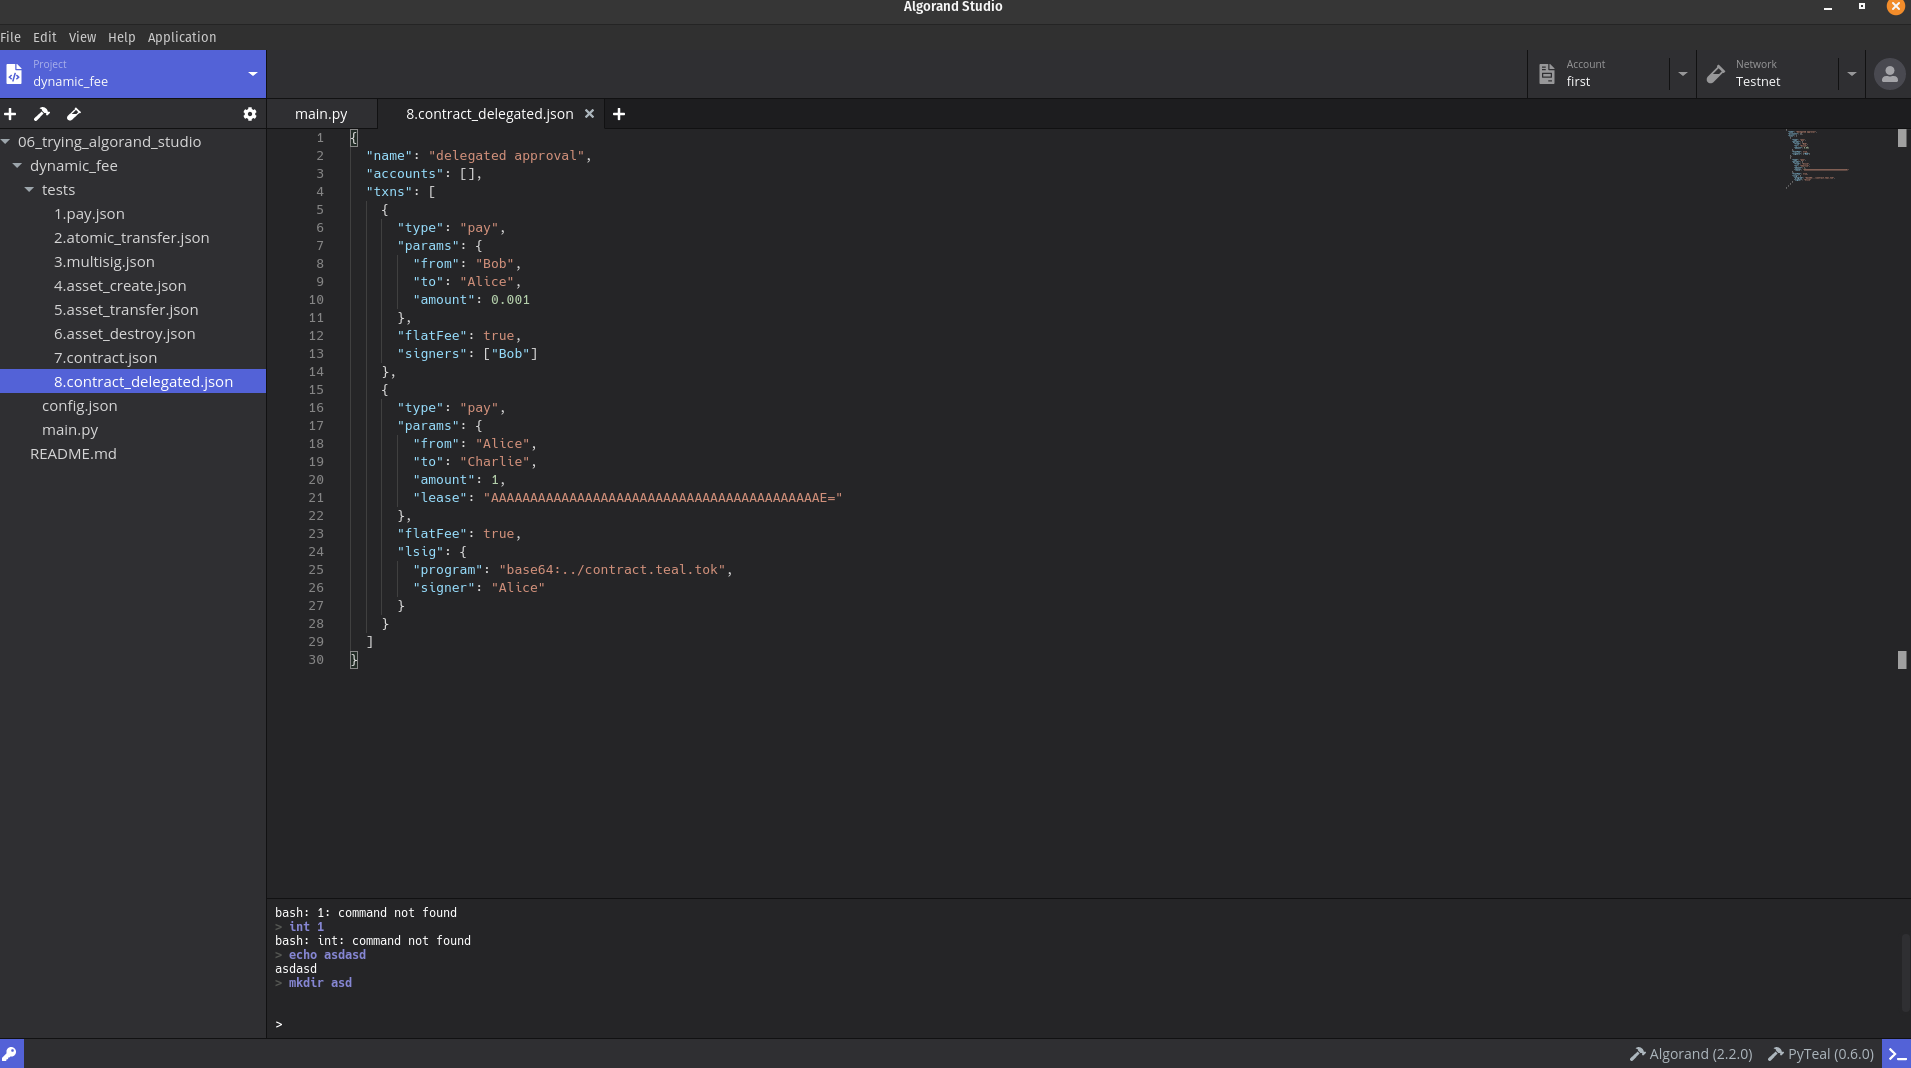 Algorand Studio
File Edit View Help Application
Project
dynamic_fee
Account
first
Network
Testnet
main.py 8.contract_delegated.json
06_trying_algorand_studio
dynamic_fee
tests
1.pay.json
2.atomic_transfer.json
3.multisig.json
4.asset_create.json
5.asset_transfer.json
6.asset_destroy.json
7.contract.json
8.contract_delegated.json
config.json
main.py
README.md
1 {
2 "name": "delegated approval",
3 "accounts": [],
4 "txns": [
5 {
6 "type": "pay",
7 "params": {
8 "from": "Bob",
9 "to": "Alice",
10 "amount": 0.001
11 },
12 "flatFee": true,
13 "signers": ["Bob"]
14 },
15 {
16 "type": "pay",
17 "params": {
18 "from": "Alice",
19 "to": "Charlie",
20 "amount": 1,
21 "lease": "AAAAAAAAAAAAAAAAAAAAAAAAAAAAAAAAAAAAAAAAAAE="
22 },
23 "flatFee": true,
24 "lsig": {
25 "program": "base64:../contract.teal.tok",
26 "signer": "Alice"
27 }
28 }
29 ]
30 }
bash: 1: command not found
> int 1
bash: int: command not found
> echo asdasd
asdasd
> mkdir asd
>
Algorand (2.2.0) PyTeal (0.6.0)